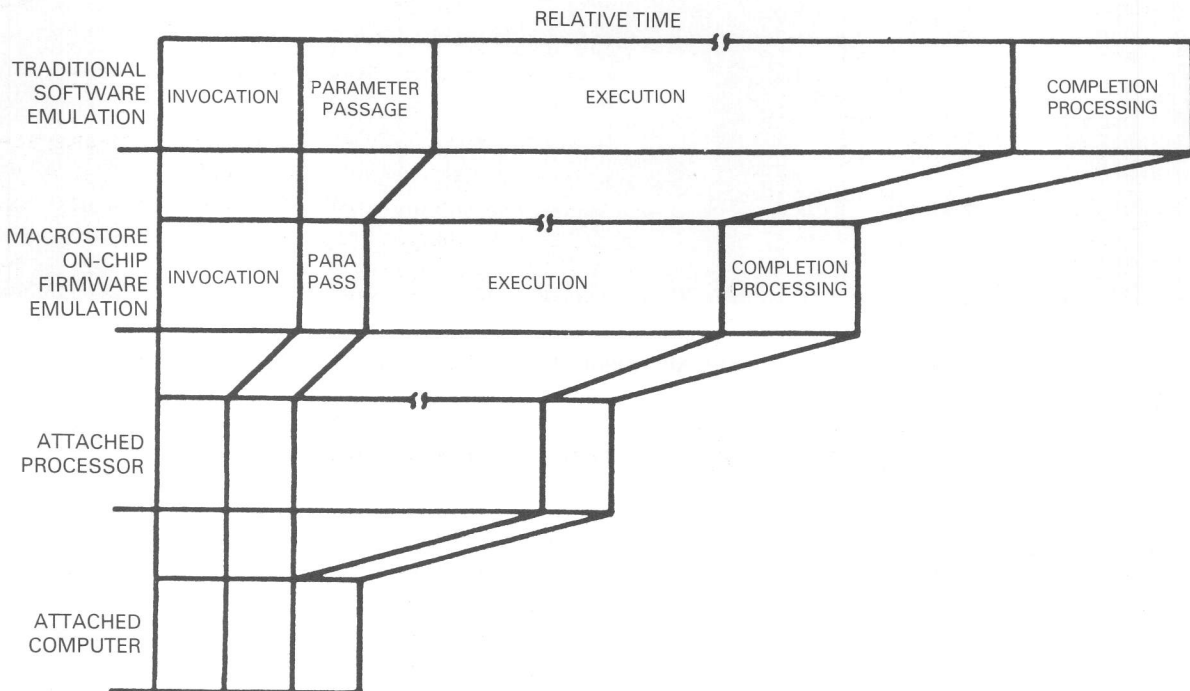 RELATIVE TIME
TRADITIONAL
SOFTWARE
EMULATION
INVOCATION
PARAMETER
PASSAGE
EXECUTION
COMPLETION
PROCESSING
MACROSTORE
ON-CHIP
FIRMWARE
EMULATION
INVOCATION
PARA
PASS
EXECUTION
COMPLETION
PROCESSING
ATTACHED
PROCESSOR
ATTACHED
COMPUTER